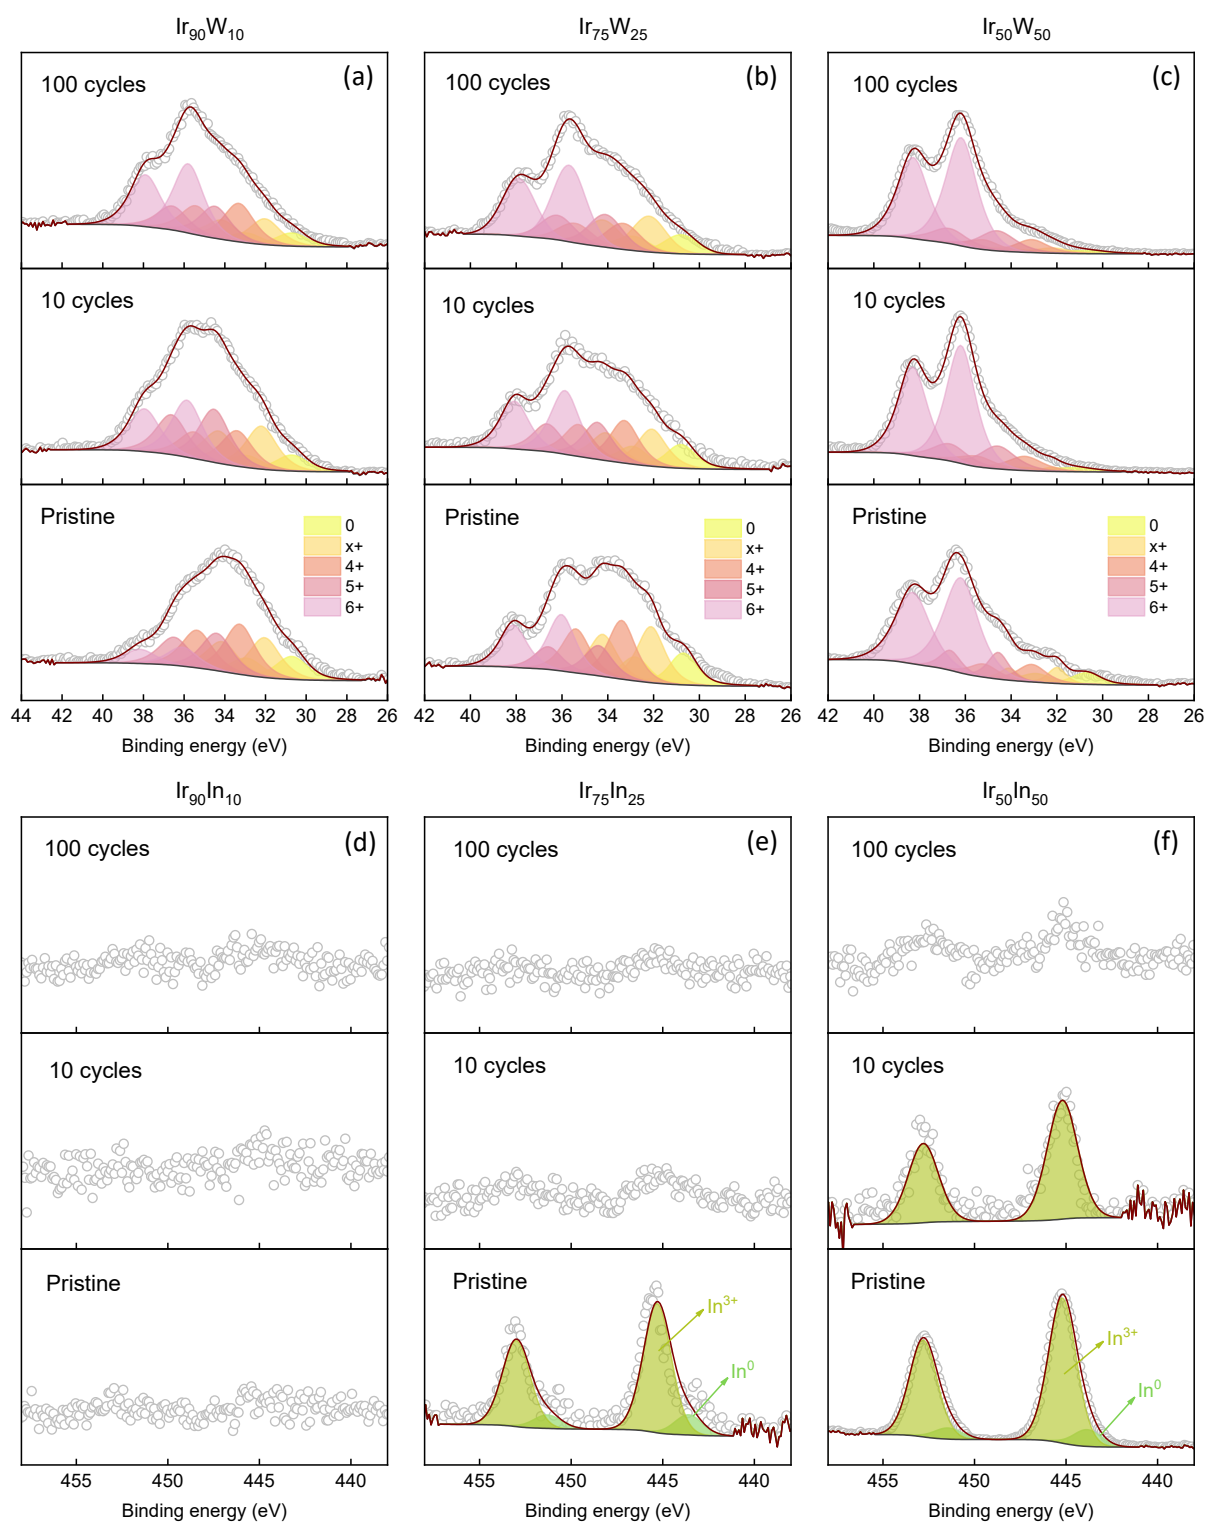 Ir₉₀W₁₀
Ir₇₅W₂₅
Ir₅₀W₅₀
100 cycles (a)
100 cycles (b)
100 cycles (c)
10 cycles
10 cycles
10 cycles
Pristine
0
x+
4+
5+
6+
Pristine
0
x+
4+
5+
6+
Pristine
0
x+
4+
5+
6+
44 42 40 38 36 34 32 30 28 26
42 40 38 36 34 32 30 28 26
42 40 38 36 34 32 30 28 26
Binding energy (eV)
Binding energy (eV)
Binding energy (eV)
Ir₉₀In₁₀
Ir₇₅In₂₅
Ir₅₀In₅₀
100 cycles (d)
100 cycles (e)
100 cycles (f)
10 cycles
10 cycles
10 cycles
Pristine
Pristine
In³⁺
In⁰
Pristine
In³⁺
In⁰
455 450 445 440
455 450 445 440
455 450 445 440
Binding energy (eV)
Binding energy (eV)
Binding energy (eV)